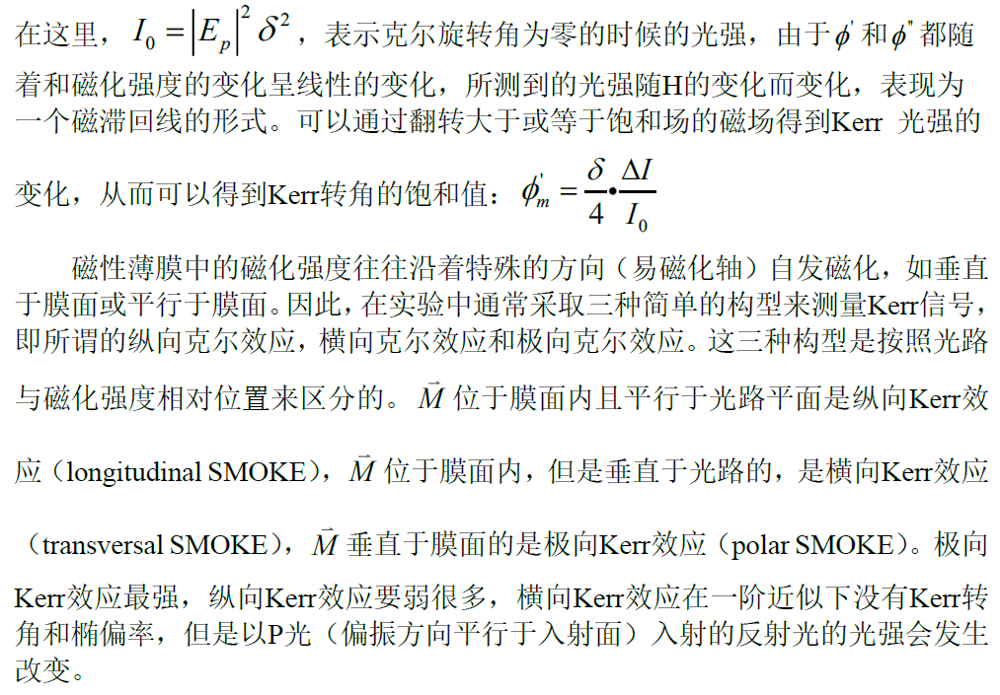 在这里，I₀ = |Eₚ|² δ²，表示克尔旋转角为零的时候的光强，由于ϕ' 和ϕ" 都随
着和磁化强度的变化呈线性的变化，所测到的光强随H的变化而变化，表现为
一个磁滞回线的形式。可以通过翻转大于或等于饱和场的磁场得到Kerr 光强的
变化，从而可以得到Kerr转角的饱和值：ϕ'ₘ = δ/4 • ΔI/I₀
磁性薄膜中的磁化强度往往沿着特殊的方向（易磁化轴）自发磁化，如垂直
于膜面或平行于膜面。因此，在实验中通常采取三种简单的构型来测量Kerr信号，
即所谓的纵向克尔效应，横向克尔效应和极向克尔效应。这三种构型是按照光路
与磁化强度相对位置来区分的。M⃗ 位于膜面内且平行于光路平面是纵向Kerr效
应（longitudinal SMOKE），M⃗ 位于膜面内，但是垂直于光路的，是横向Kerr效应
（transversal SMOKE），M⃗ 垂直于膜面的是极向Kerr效应（polar SMOKE）。极向
Kerr效应最强，纵向Kerr效应要弱很多，横向Kerr效应在一阶近似下没有Kerr转
角和椭偏率，但是以P光（偏振方向平行于入射面）入射的反射光的光强会发生
改变。